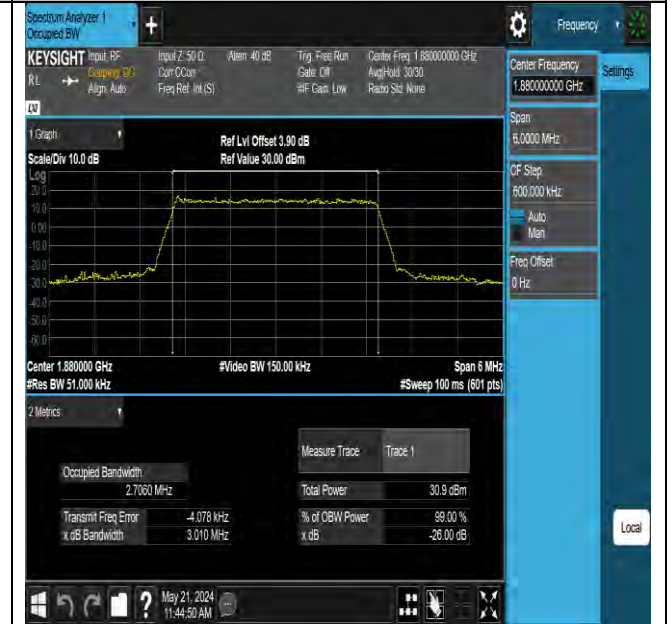 Spectrum Analyzer 1
Occupied BW
Frequency
KEYSIGHT
Input: RF
Coupling: DC
Align: Auto
Input Z: 50 Ω
Corr CCorr
Freq Ref: Int (S)
Atten: 40 dB
Trig: Free Run
Gate: Off
#IF Gain: Low
Center Freq: 1.880000000 GHz
Avg|Hold: 30/30
Radio Std: None
RL
LXI
Center Frequency
1.880000000 GHz
Settings
Span
6.0000 MHz
CF Step
600.000 kHz
Auto
Man
Freq Offset
0 Hz
1 Graph
Scale/Div 10.0 dB
Ref Lvl Offset 3.90 dB
Ref Value 30.00 dBm
Log
20.0
10.0
0.00
-10.0
-20.0
-30.0
-40.0
-50.0
-60.0
Center 1.880000 GHz
#Video BW 150.00 kHz
Span 6 MHz
#Res BW 51.000 kHz
#Sweep 100 ms (601 pts)
2 Metrics
Measure Trace
Trace 1
Occupied Bandwidth
2.7060 MHz
Total Power
30.9 dBm
Transmit Freq Error
-4.078 kHz
% of OBW Power
99.00 %
x dB Bandwidth
3.010 MHz
x dB
-26.00 dB
Local
?
May 21, 2024
11:44:50 AM